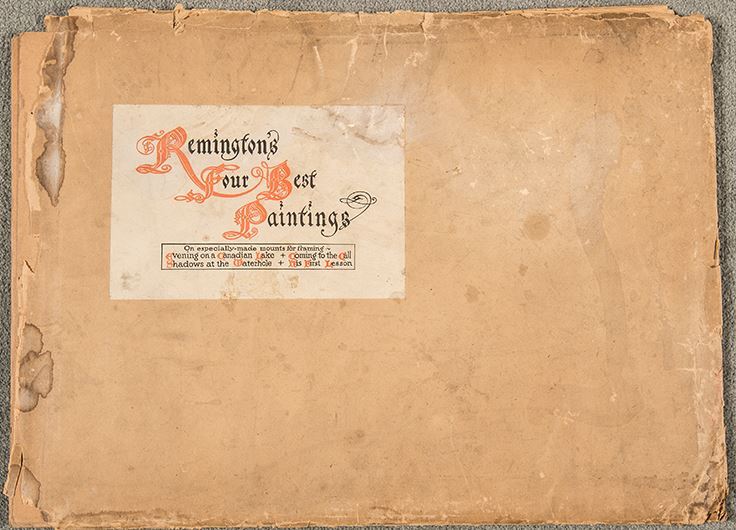 Remington's
Four Best
Paintings
On especially-made mounts for framing ~
Evening on a Canadian Lake + Coming to the Call
Shadows at the Waterhole + His First Lesson